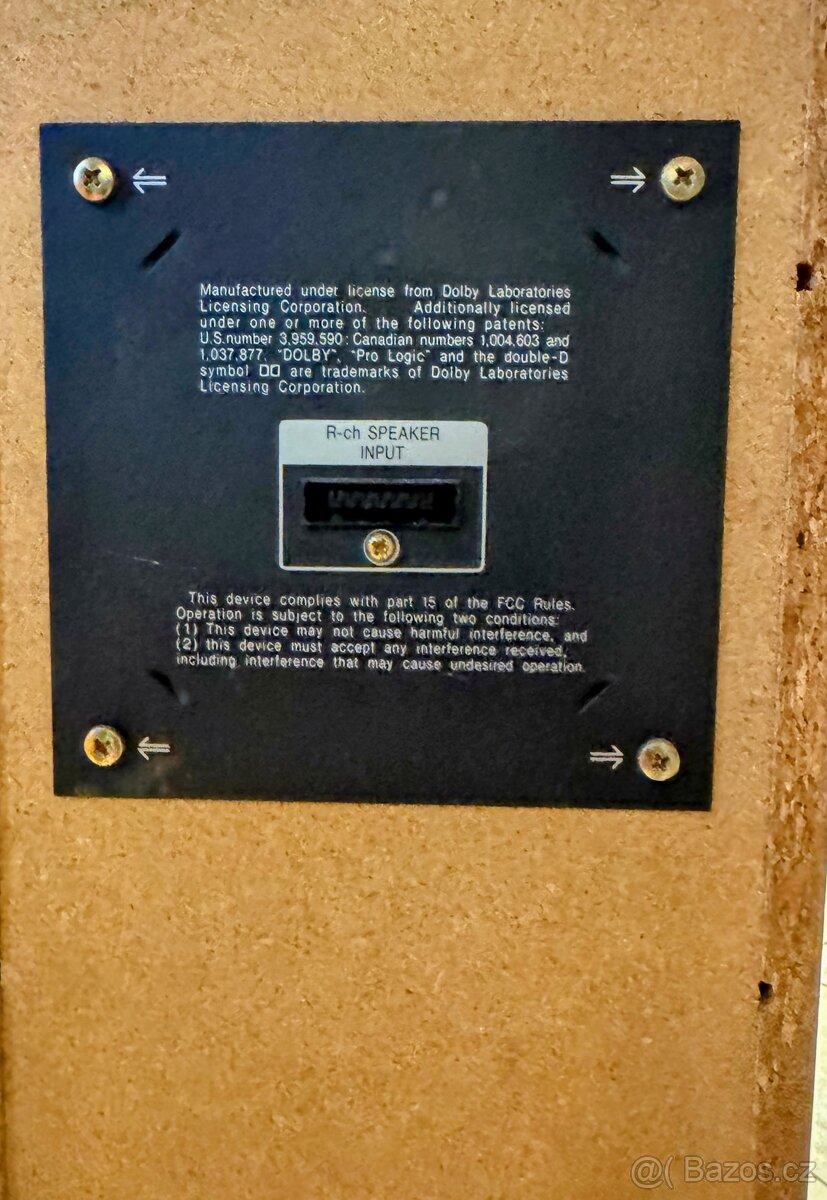 Manufactured under license from Dolby Laboratories
Licensing Corporation. Additionally licensed
under one or more of the following patents:
U.S.number 3,959,590 : Canadian numbers 1,004,603 and
1,037,877. "DOLBY", "Pro Logic" and the double-D
symbol are trademarks of Dolby Laboratories
Licensing Corporation.
R-ch SPEAKER
INPUT
This device complies with part 15 of the FCC Rules.
Operation is subject to the following two conditions:
(1) This device may not cause harmful interference, and
(2) this device must accept any interference received,
including interference that may cause undesired operation.
@( Bazos.cz